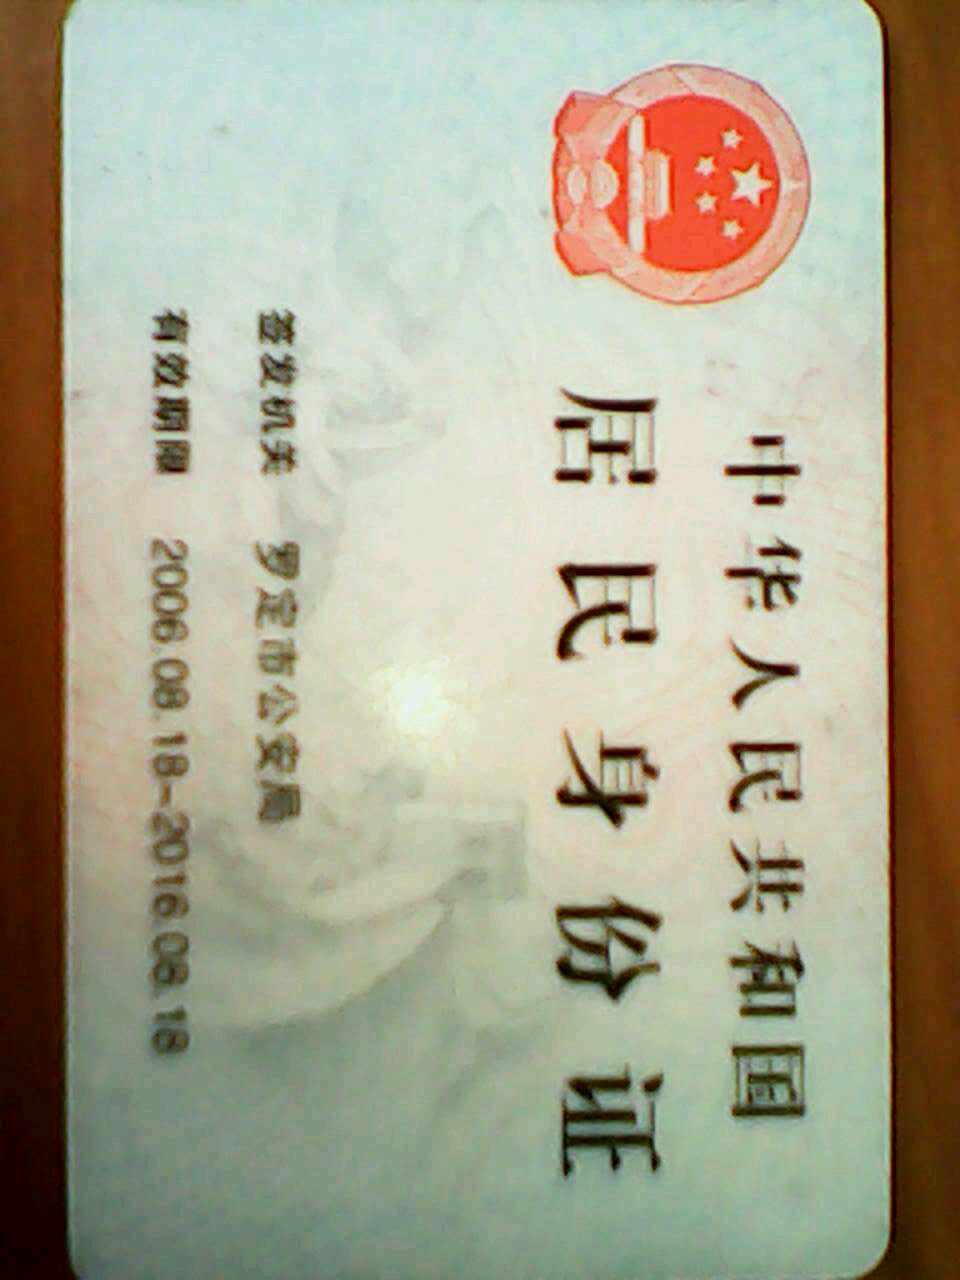 中华人民共和国
居民身份证
签发机关 罗定市公安局
有效期限 2006.08.18-2016.08.18